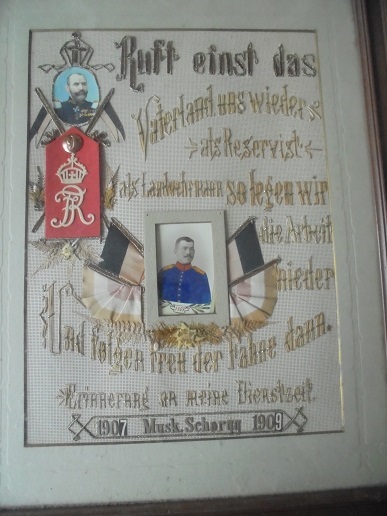 Ruft einst das
Vaterland uns wieder
als Reservist
als Landwehrmann so legen wir
die Arbeit
nieder
Und folgen treu der Fahne dann.
Erinnerung an meine Dienstzeit.
1907 Musk. Schorgg 1909